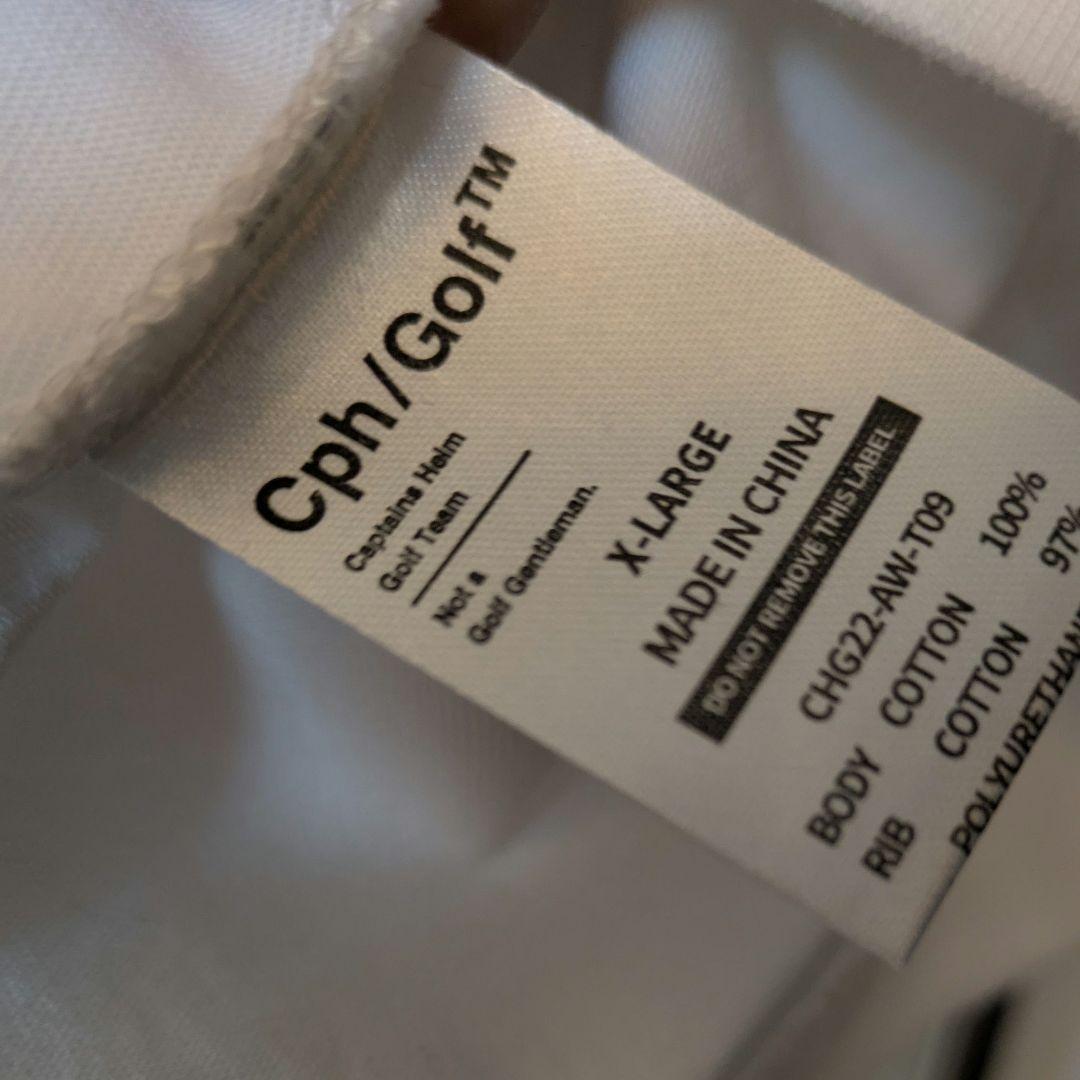 Cph/Golf™
Captains Helm
Golf Team
Not a
Golf Gentleman.
X-LARGE
MADE IN CHINA
DO NOT REMOVE THIS LABEL
CHG22-AW-T09
BODY COTTON 100%
RIB COTTON 97%